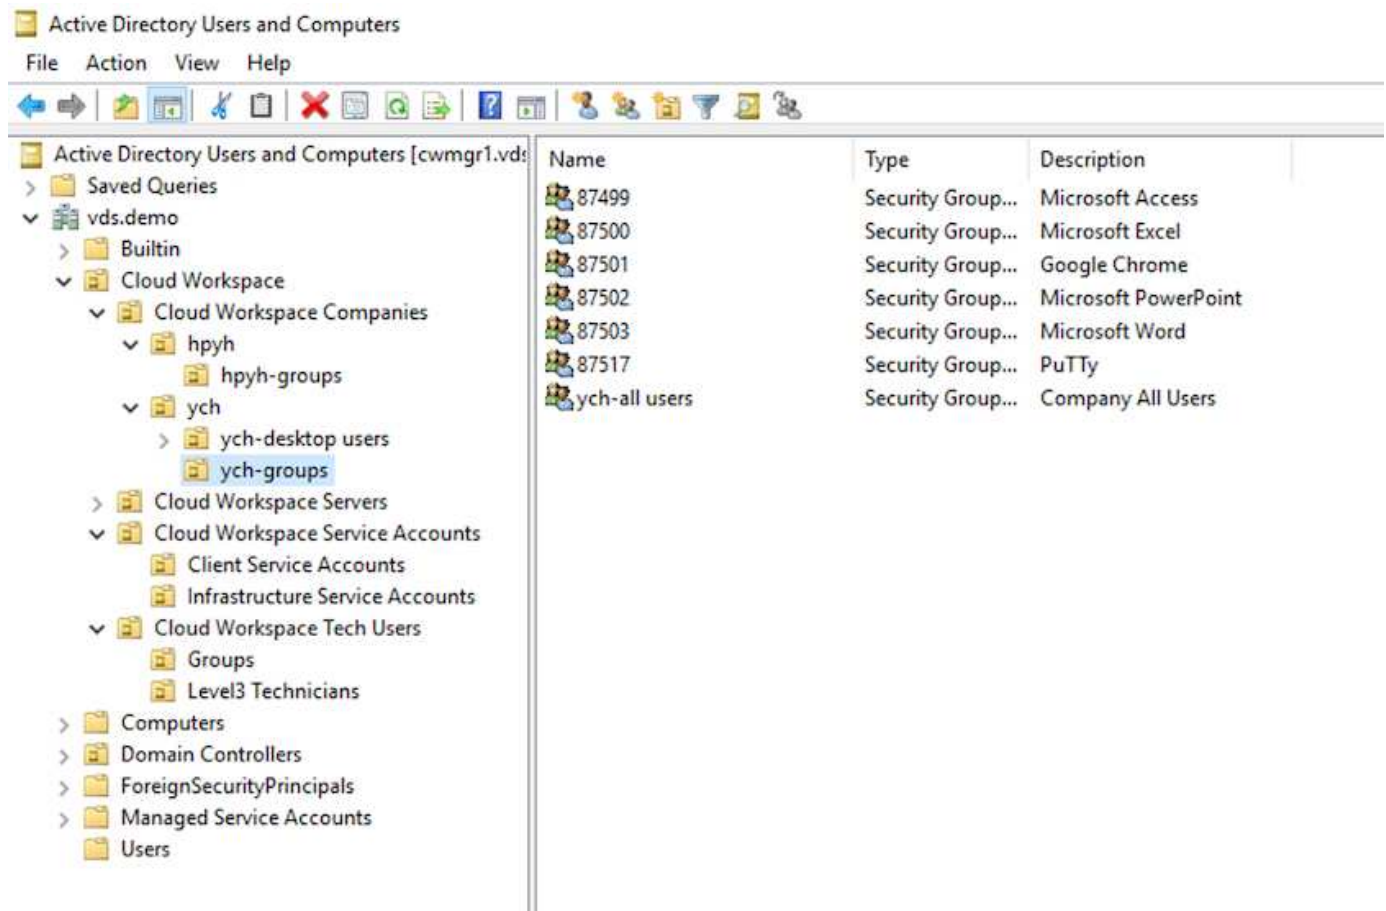 Active Directory Users and Computers
File Action View Help
Active Directory Users and Computers [cwmgr1.vds
Saved Queries
vds.demo
Builtin
Cloud Workspace
Cloud Workspace Companies
hpyh
hpyh-groups
ych
ych-desktop users
ych-groups
Cloud Workspace Servers
Cloud Workspace Service Accounts
Client Service Accounts
Infrastructure Service Accounts
Cloud Workspace Tech Users
Groups
Level3 Technicians
Computers
Domain Controllers
ForeignSecurityPrincipals
Managed Service Accounts
Users
Name Type Description
87499 Security Group... Microsoft Access
87500 Security Group... Microsoft Excel
87501 Security Group... Google Chrome
87502 Security Group... Microsoft PowerPoint
87503 Security Group... Microsoft Word
87517 Security Group... PuTTy
ych-all users Security Group... Company All Users